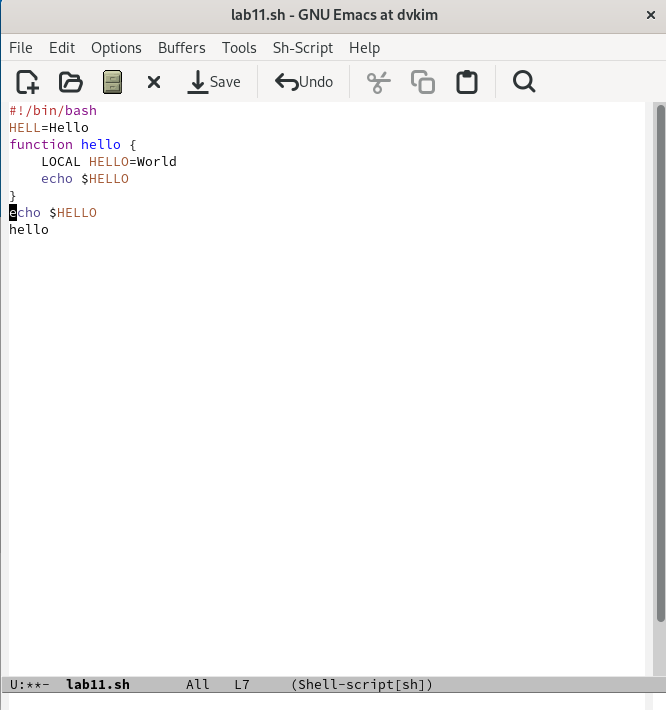 lab11.sh - GNU Emacs at dvkim
File Edit Options Buffers Tools Sh-Script Help
Save Undo
#!/bin/bash
HELL=Hello
function hello {
    LOCAL HELLO=World
    echo $HELLO
}
echo $HELLO
hello
U:**-  lab11.sh       All   L7     (Shell-script[sh])